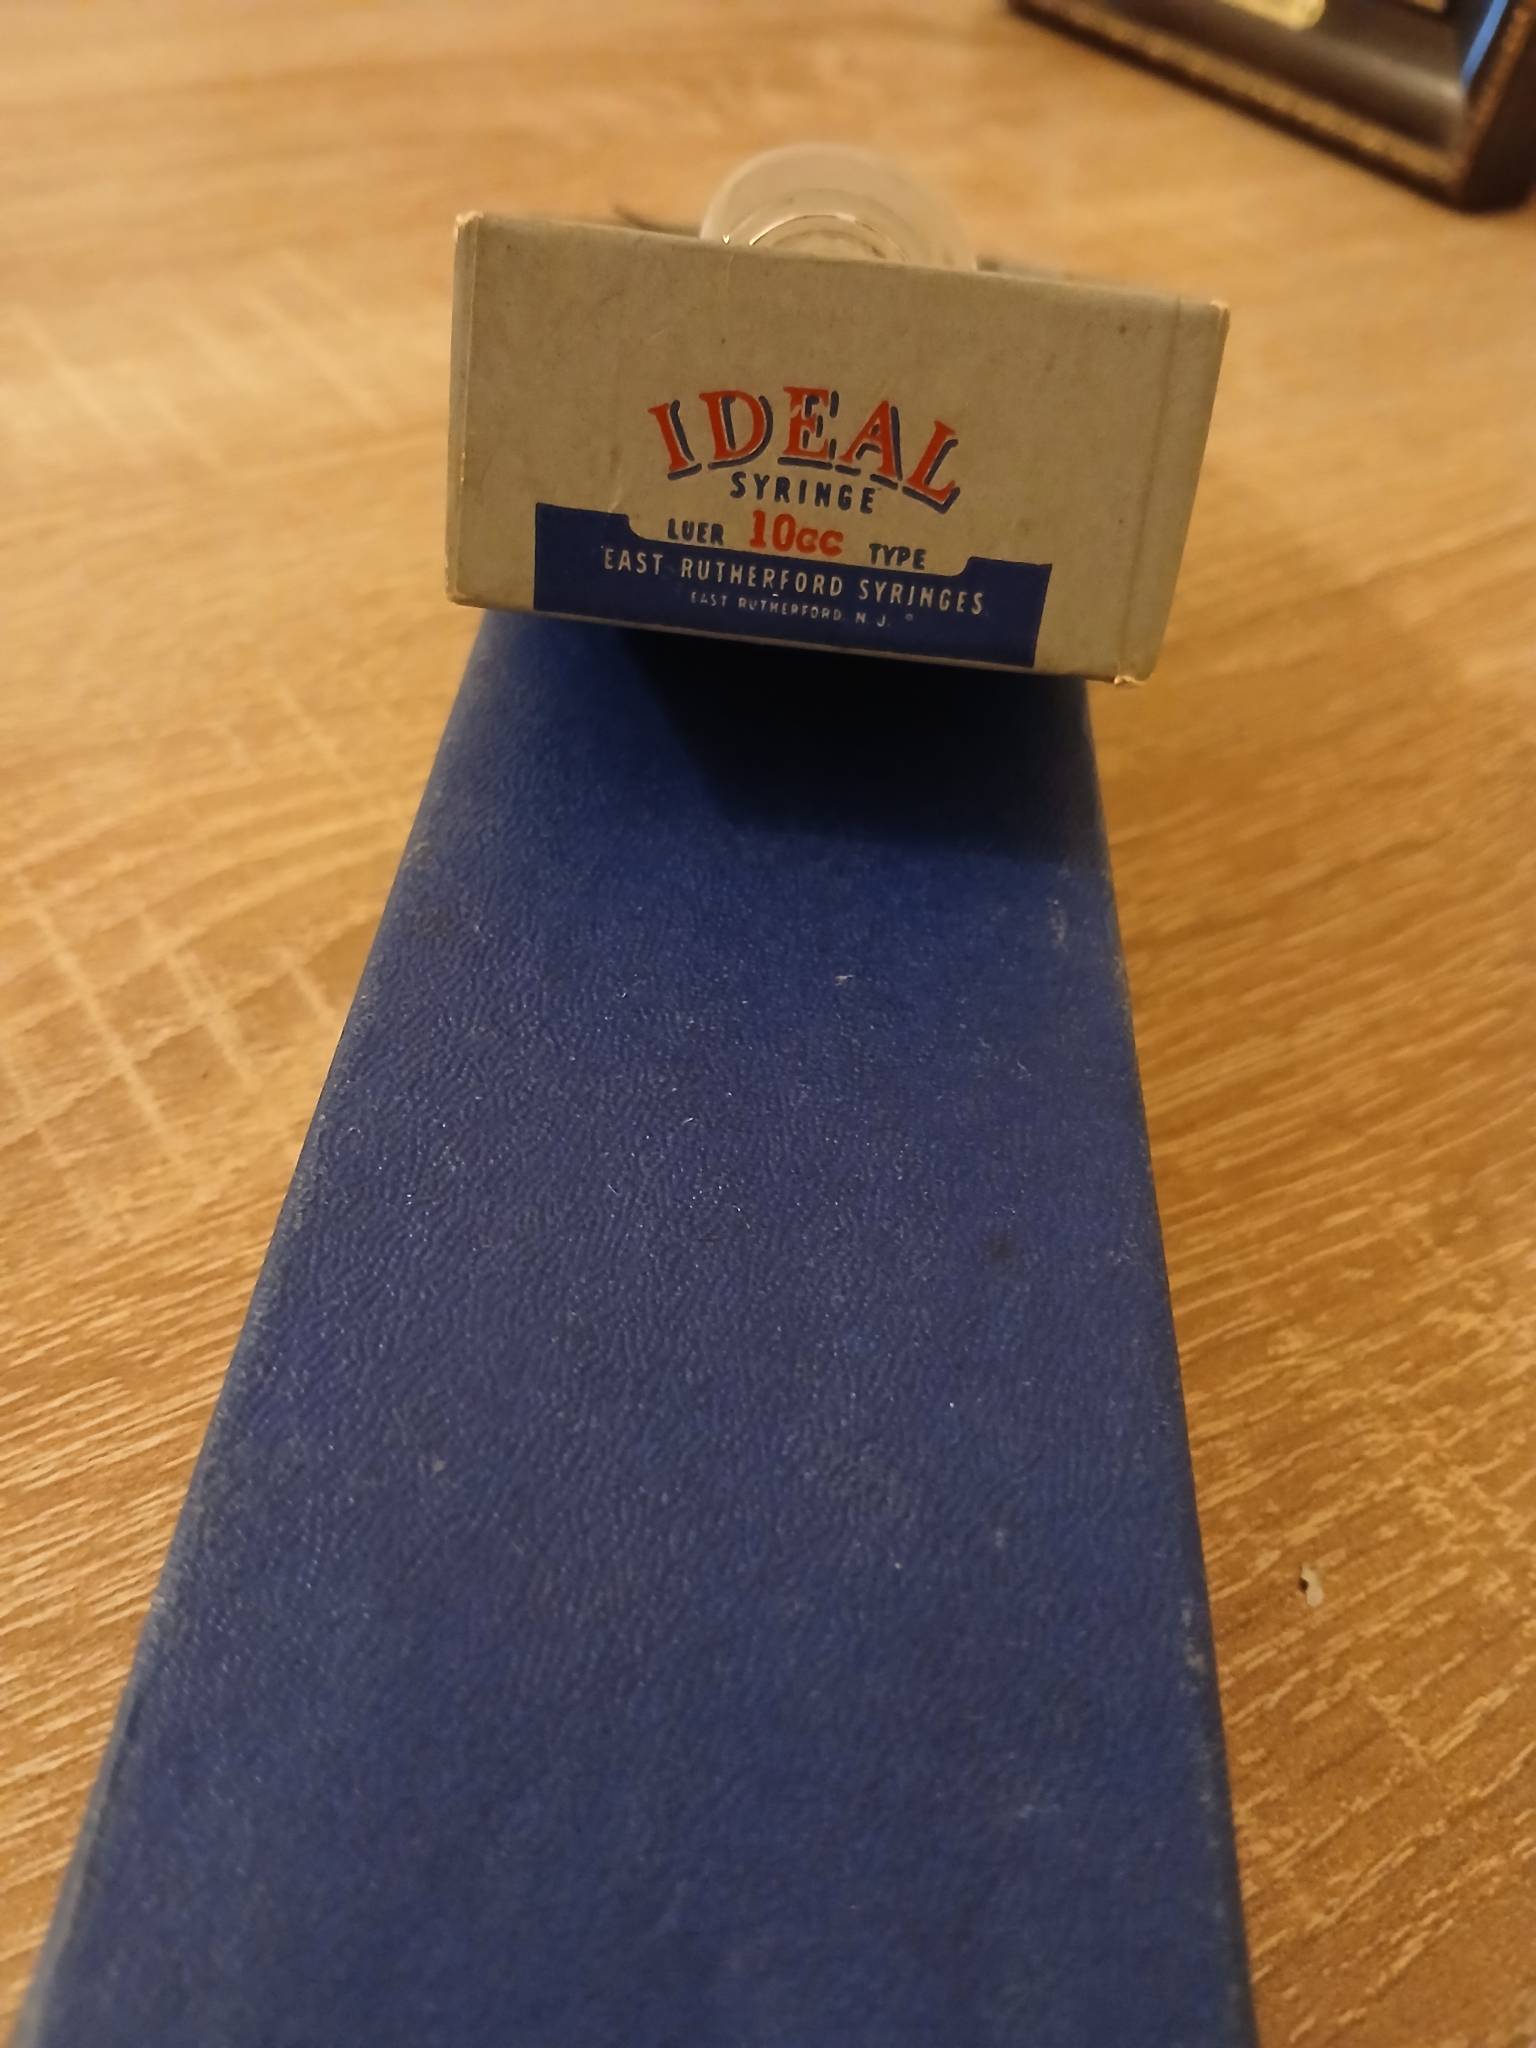 IDEAL
SYRINGE
LUER 10cc TYPE
EAST RUTHERFORD SYRINGES
EAST RUTHERFORD. N. J.